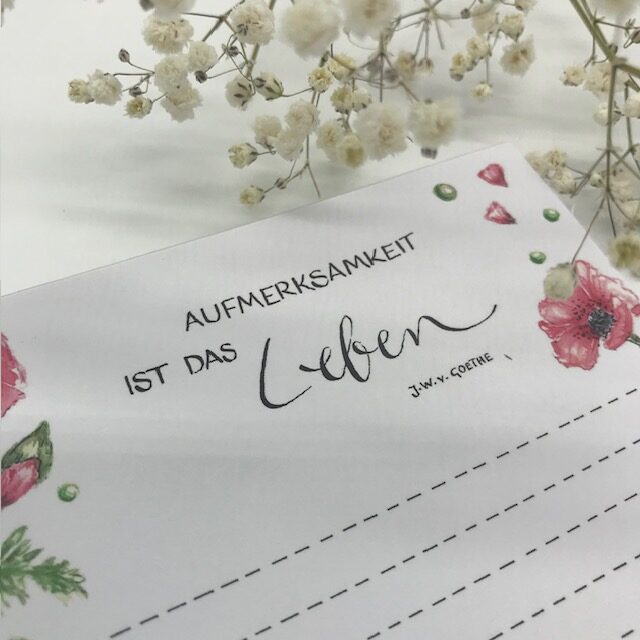 AUFMERKSAMKEIT
IST DAS Leben
J.W.v. GOETHE